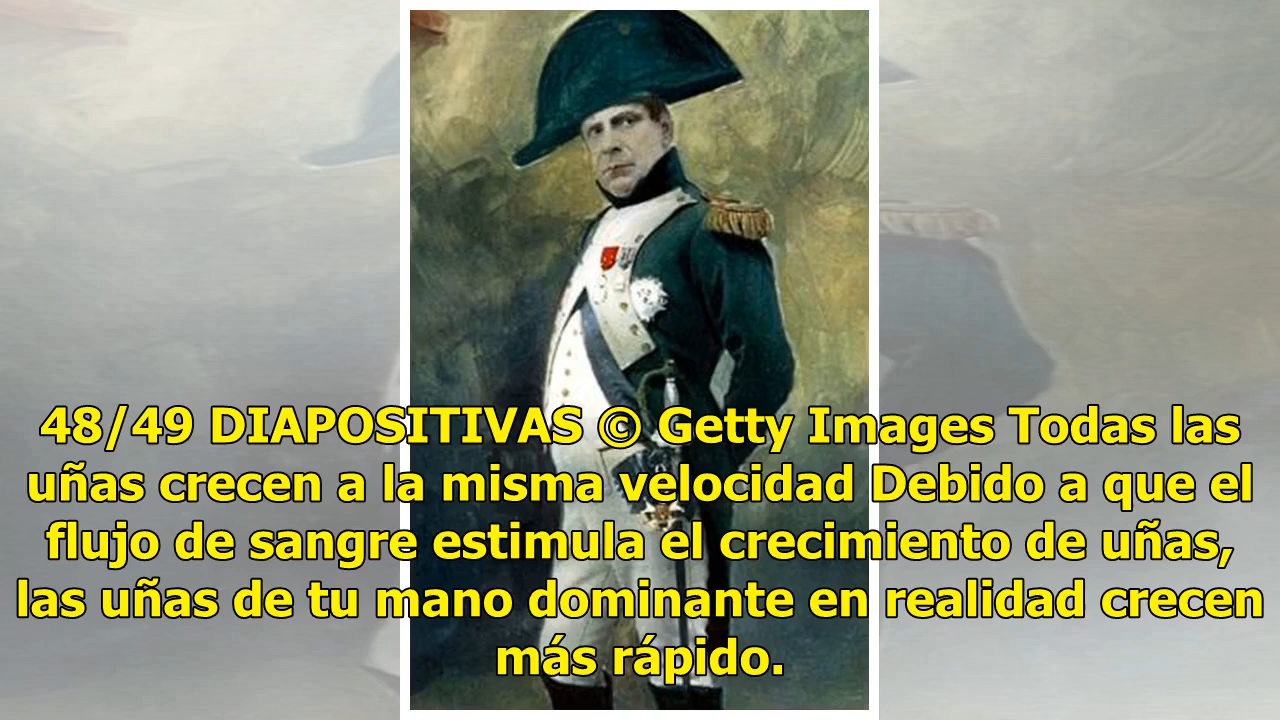 48/49 DIAPOSITIVAS © Getty Images Todas las
uñas crecen a la misma velocidad Debido a que el
flujo de sangre estimula el crecimiento de uñas,
las uñas de tu mano dominante en realidad crecen
más rápido.